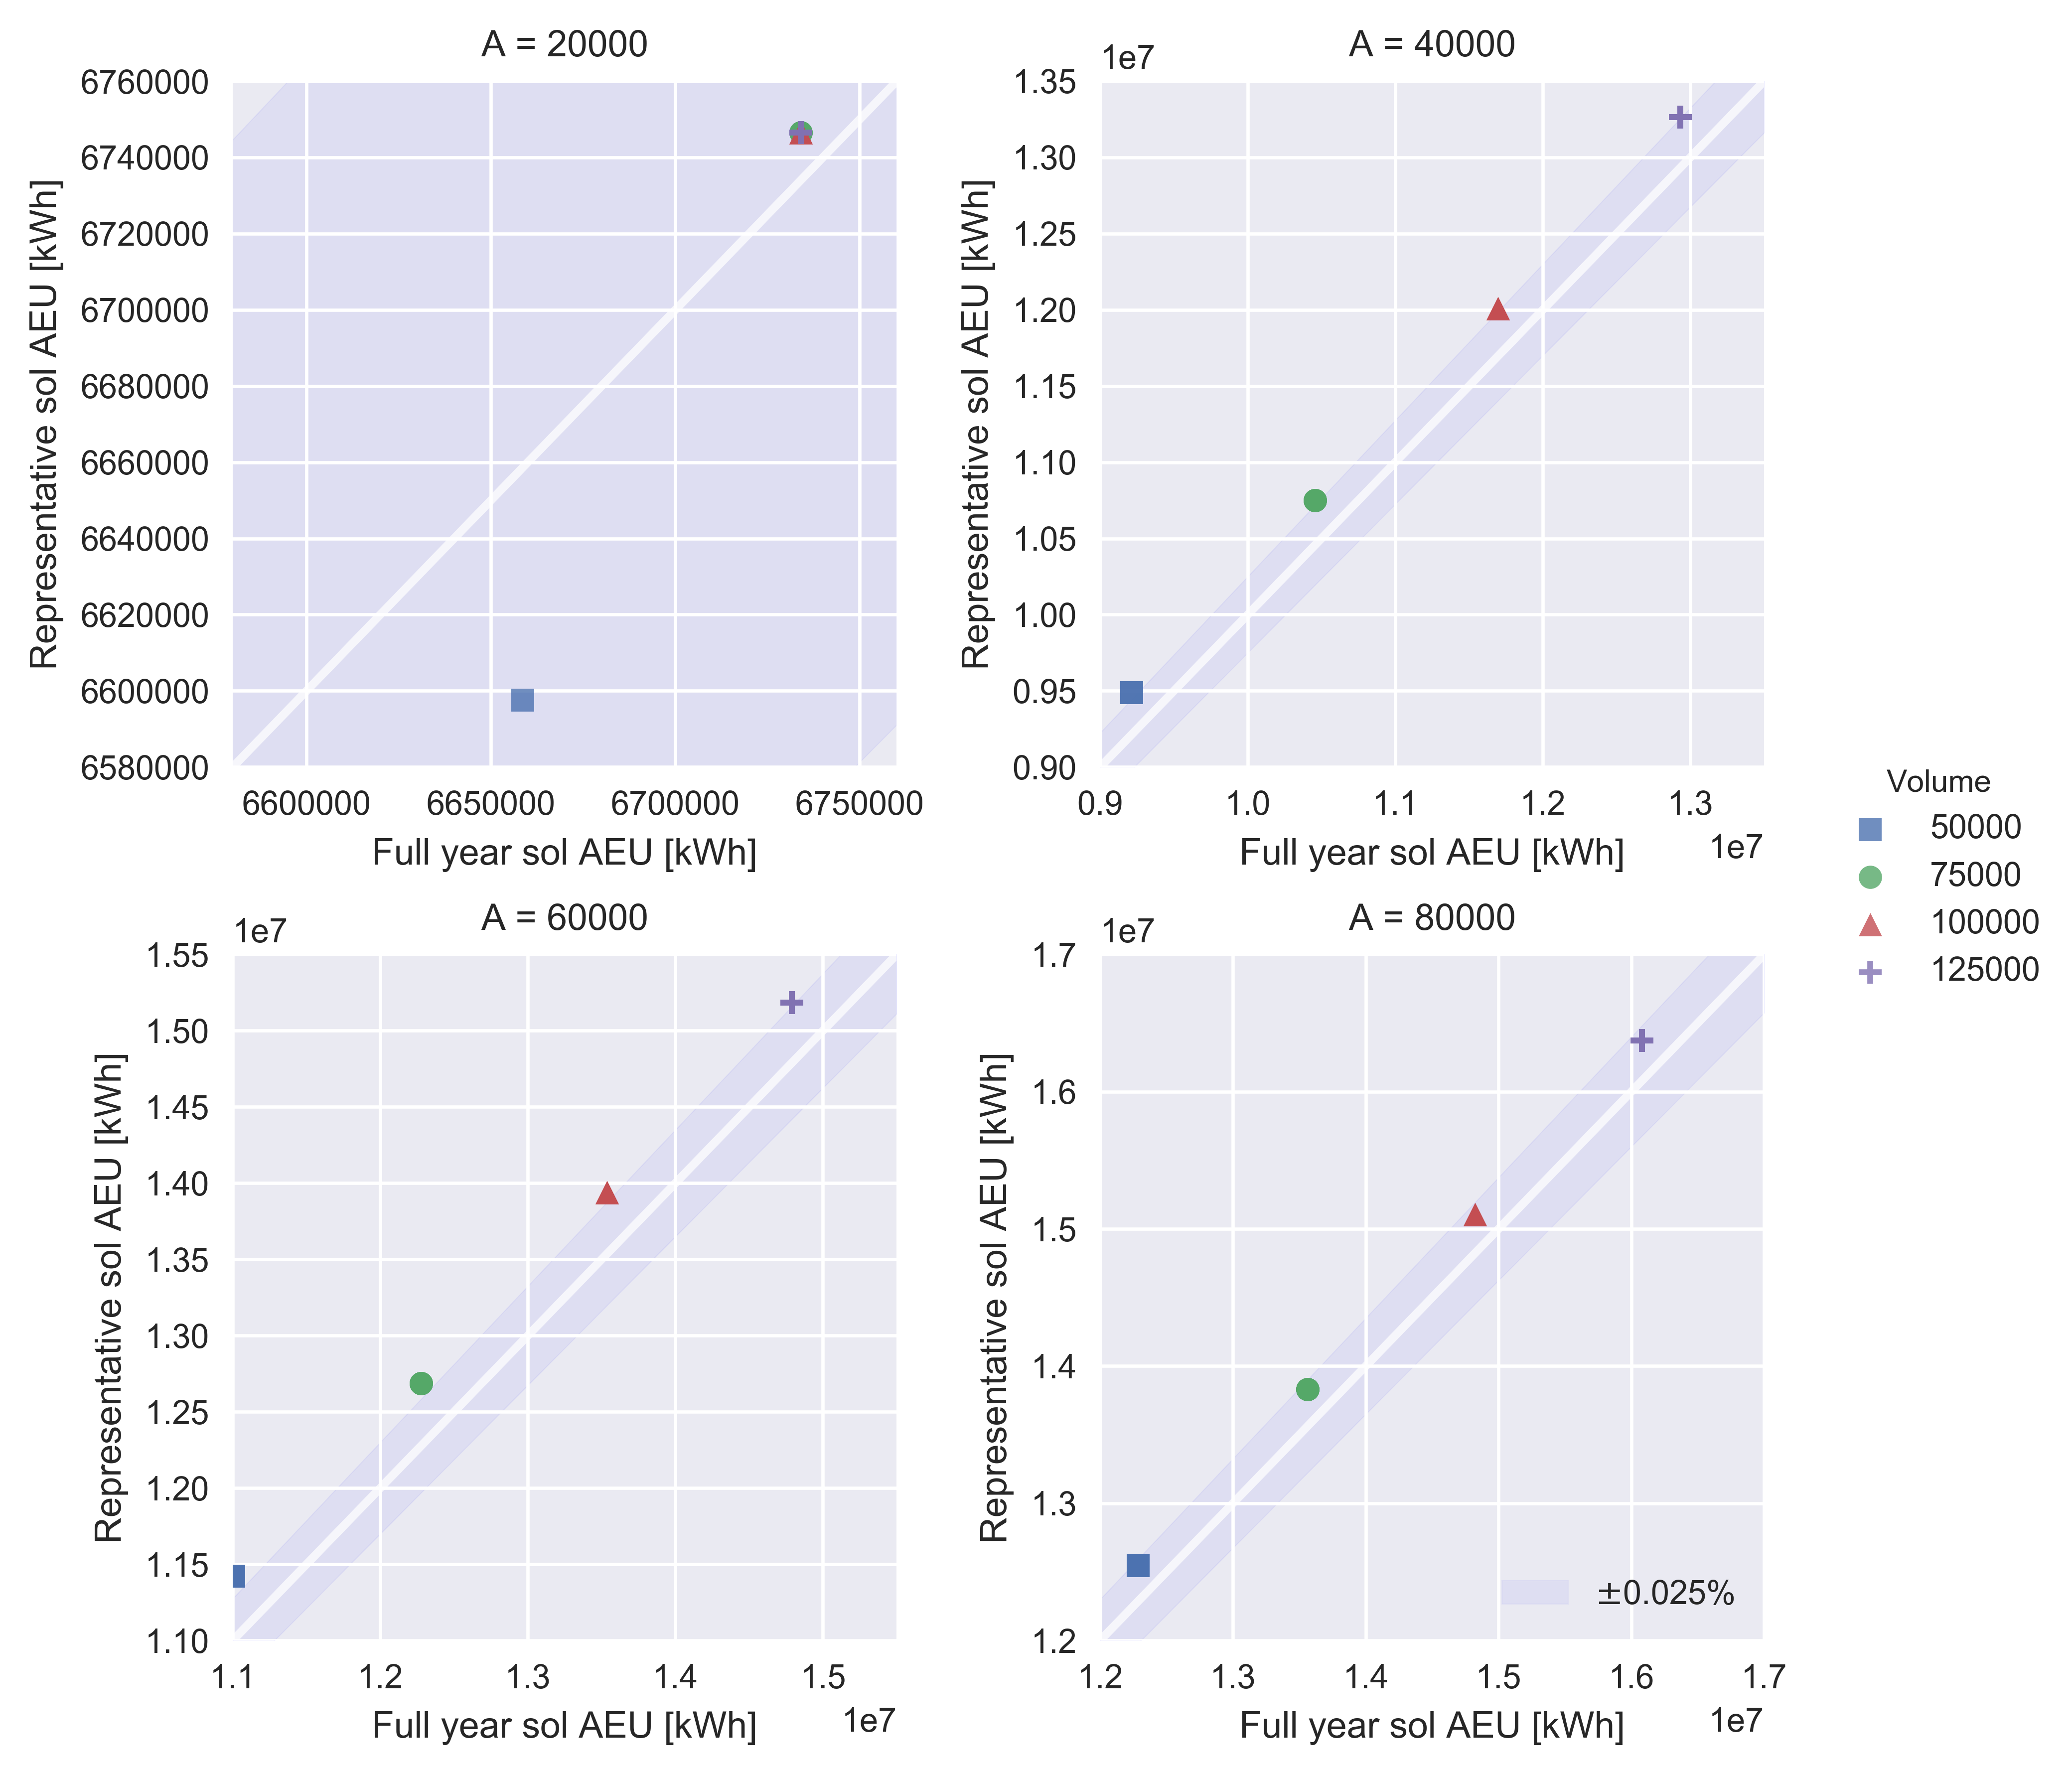 A = 20000
6760000
6740000
6720000
6700000
6680000
6660000
6640000
6620000
6600000
6580000
Representative sol AEU [kWh]
6600000 6650000 6700000 6750000
Full year sol AEU [kWh]
A = 40000
1e7
1.35
1.30
1.25
1.20
1.15
1.10
1.05
1.00
0.95
0.90
Representative sol AEU [kWh]
0.9 1.0 1.1 1.2 1.3
1e7
Full year sol AEU [kWh]
Volume
50000
75000
100000
125000
A = 60000
1e7
1.55
1.50
1.45
1.40
1.35
1.30
1.25
1.20
1.15
1.10
Representative sol AEU [kWh]
1.1 1.2 1.3 1.4 1.5
1e7
Full year sol AEU [kWh]
A = 80000
1e7
1.7
1.6
1.5
1.4
1.3
1.2
Representative sol AEU [kWh]
±0.025%
1.2 1.3 1.4 1.5 1.6 1.7
1e7
Full year sol AEU [kWh]